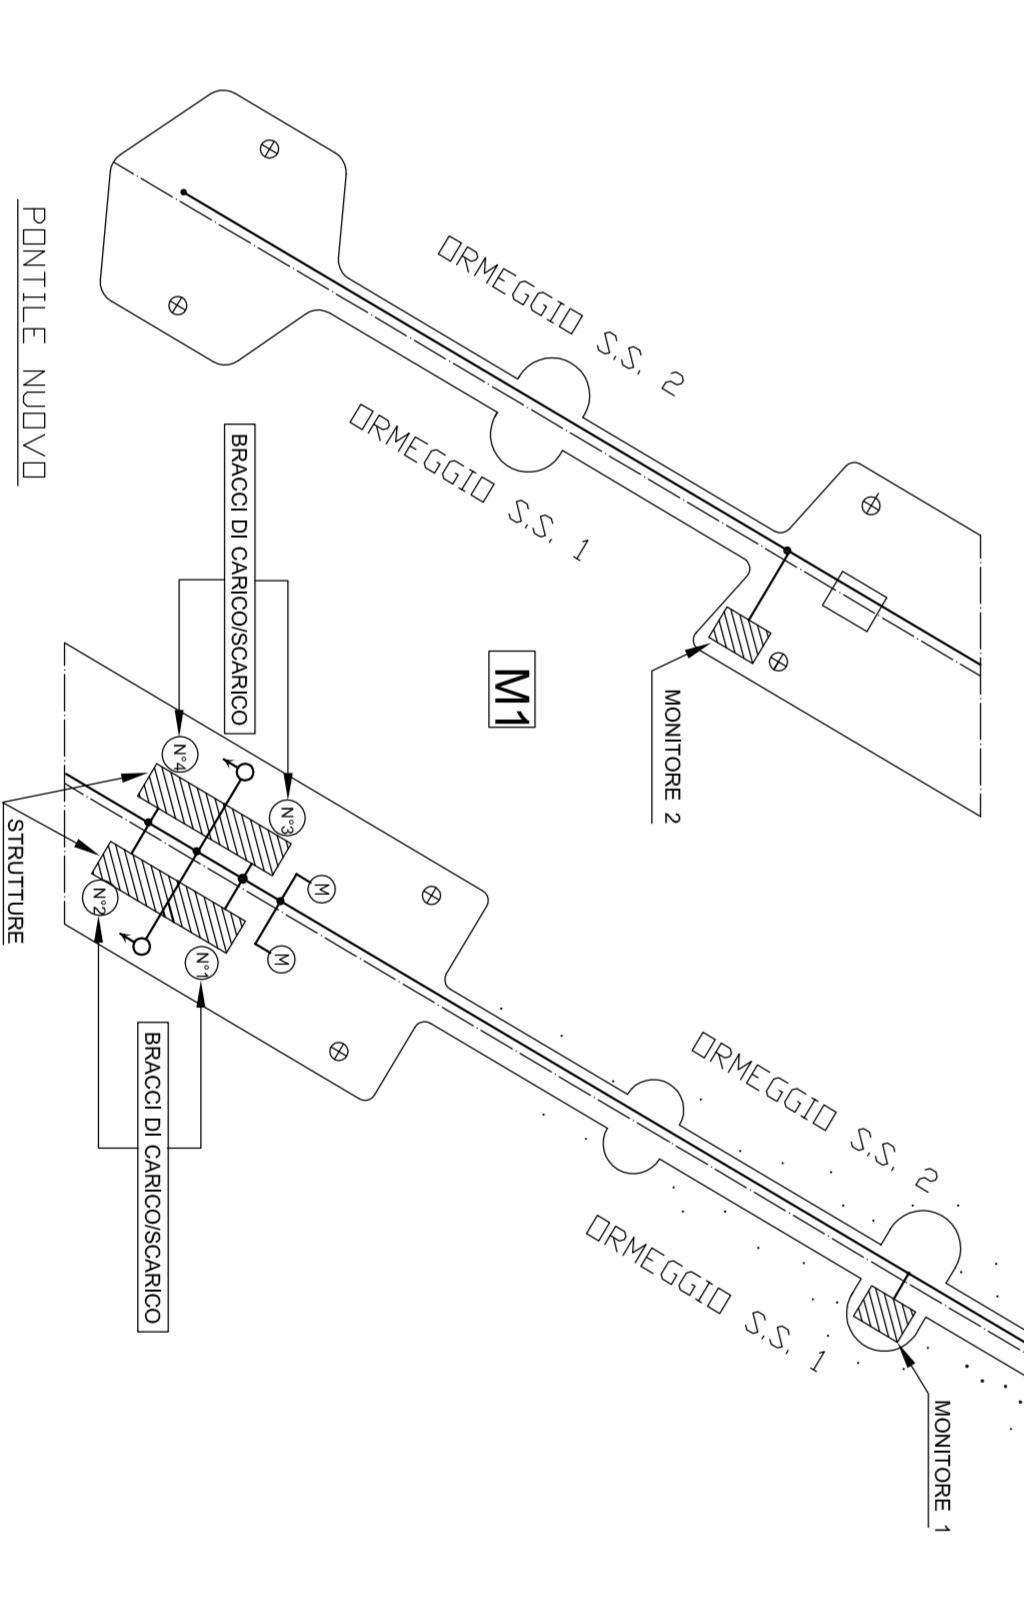 PONTILE NUOVO
ORMEGGIO S.S. 2
ORMEGGIO S.S. 1
BRACCI DI CARICO/SCARICO
M1
MONITORE 2
STRUTTURE
N°4
N°3
N°2
N°1
M
M
BRACCI DI CARICO/SCARICO
ORMEGGIO S.S. 2
ORMEGGIO S.S. 1
MONITORE 1